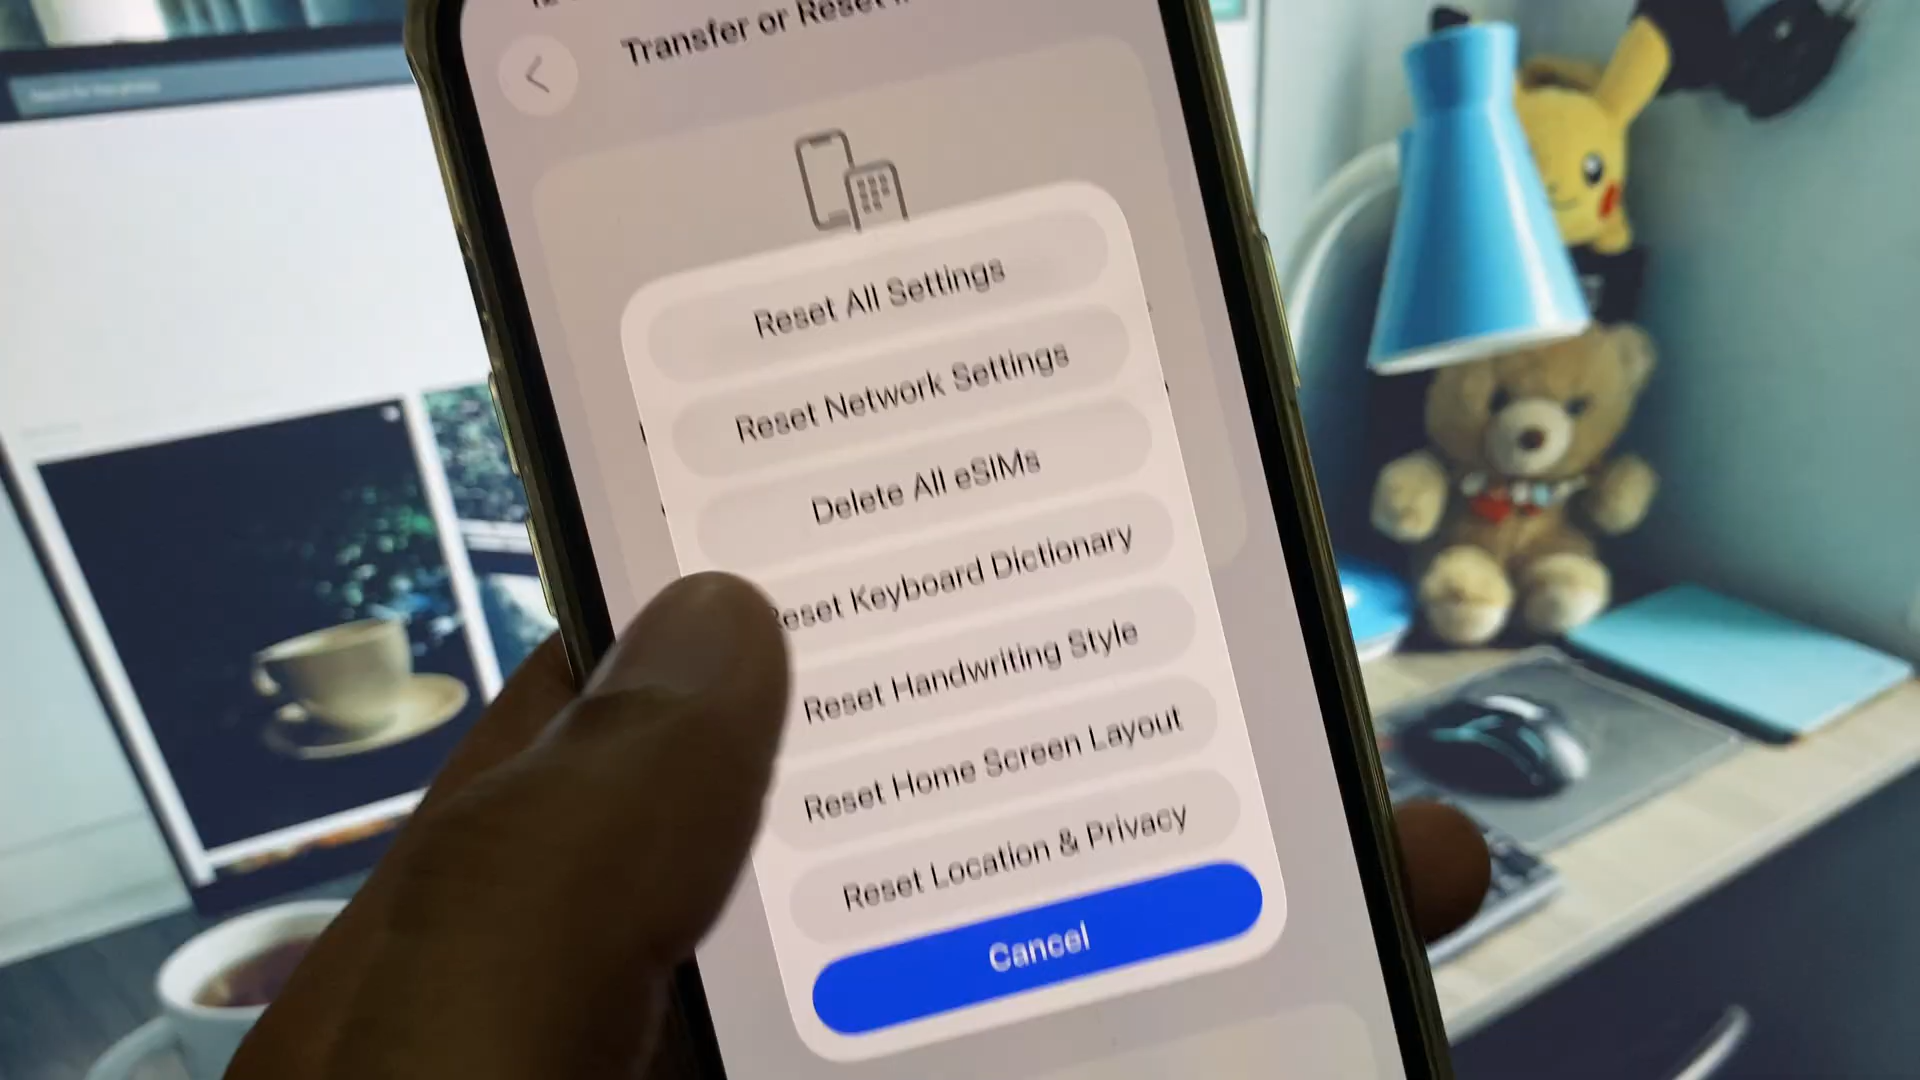 Transfer or Reset
Reset All Settings
Reset Network Settings
Delete All eSIMs
Reset Keyboard Dictionary
Reset Handwriting Style
Reset Home Screen Layout
Reset Location & Privacy
Cancel